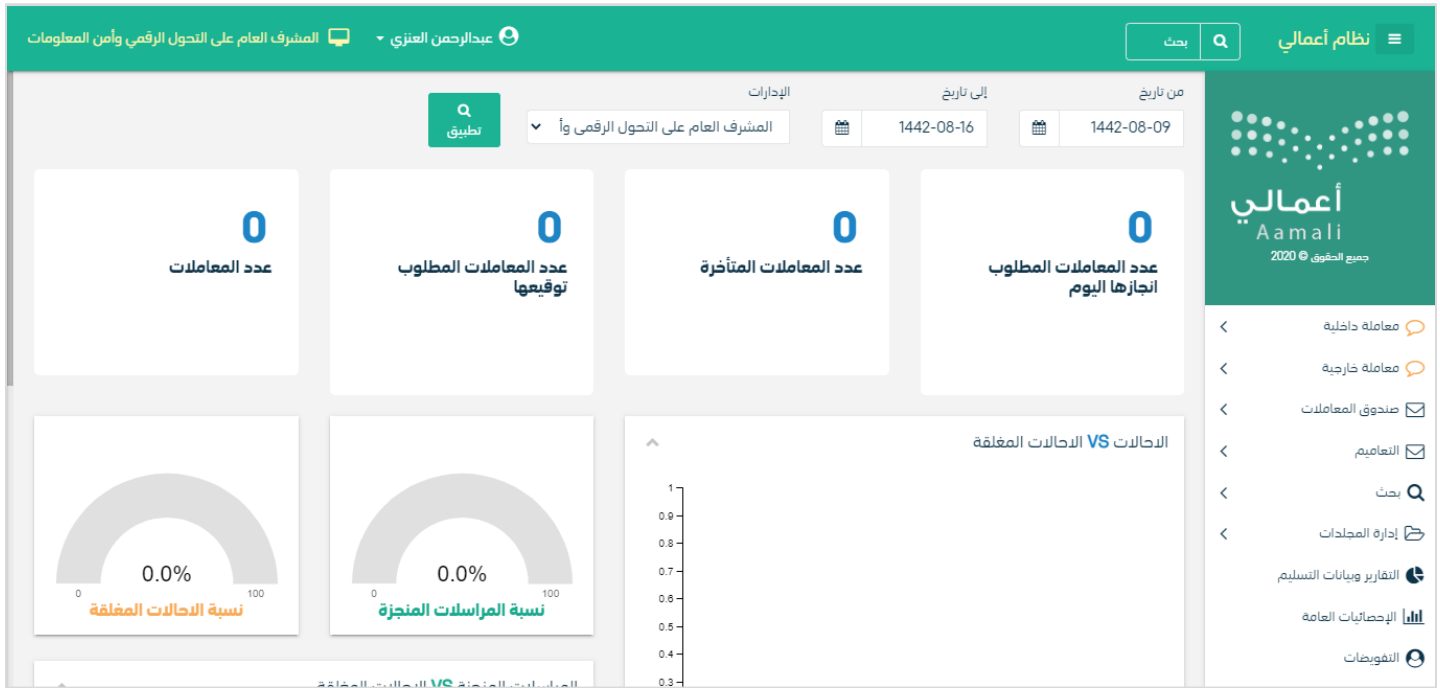 نظام أعمالي
بحث
عبدالرحمن العنزي
المشرف العام على التحول الرقمي وأمن المعلومات
أعمالي
Aamali
جميع الحقوق © 2020
معاملة داخلية
معاملة خارجية
صندوق المعاملات
التعاميم
بحث
إدارة المجلدات
التقارير وبيانات التسليم
الإحصائيات العامة
التفويضات
من تاريخ
1442-08-09
إلى تاريخ
1442-08-16
الإدارات
المشرف العام على التحول الرقمي وأ
تطبيق
0
عدد المعاملات المطلوب
انجازها اليوم
0
عدد المعاملات المتأخرة
0
عدد المعاملات المطلوب
توقيعها
0
عدد المعاملات
الاحالات VS الاحالات المغلقة
1
0.9
0.8
0.7
0.6
0.5
0.4
0.3
0.0%
0
100
نسبة المراسلات المنجزة
0.0%
0
100
نسبة الاحالات المغلقة
المراسلات المنجزة VS الاحالات المغلقة